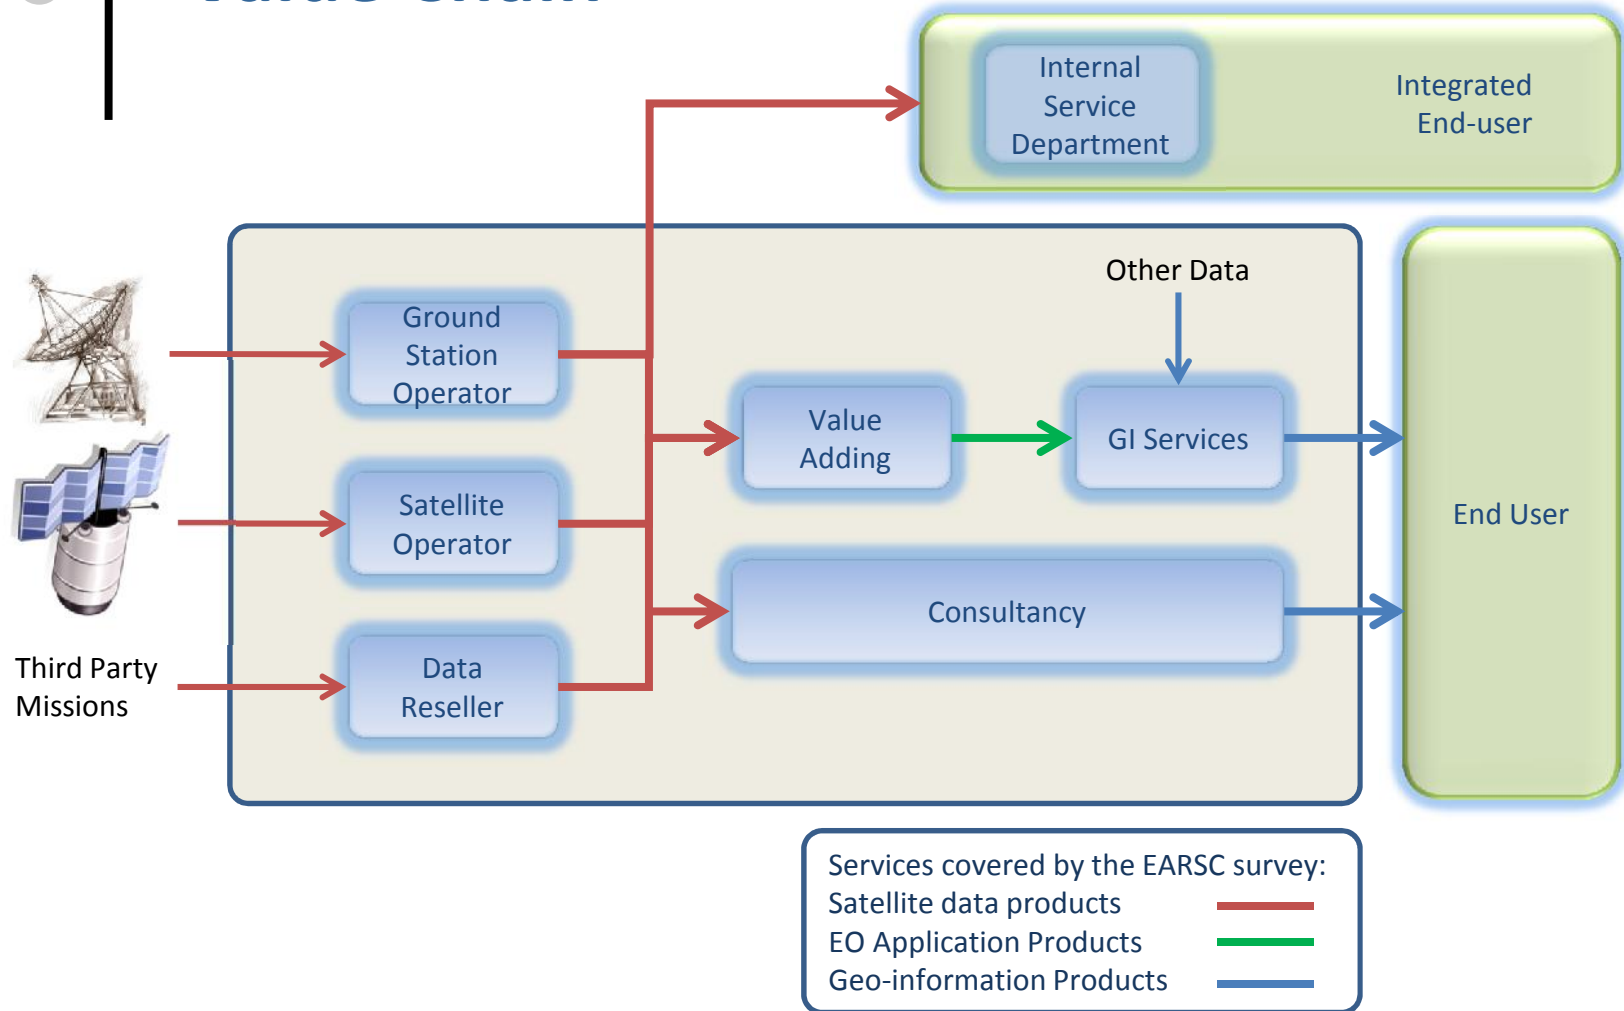 Value Chain
Internal
Service
Department
Integrated
End-user
Other Data
Ground
Station
Operator
Value
Adding
GI Services
Satellite
Operator
End User
Consultancy
Third Party
Missions
Data
Reseller
Services covered by the EARSC survey:
Satellite data products
EO Application Products
Geo-information Products